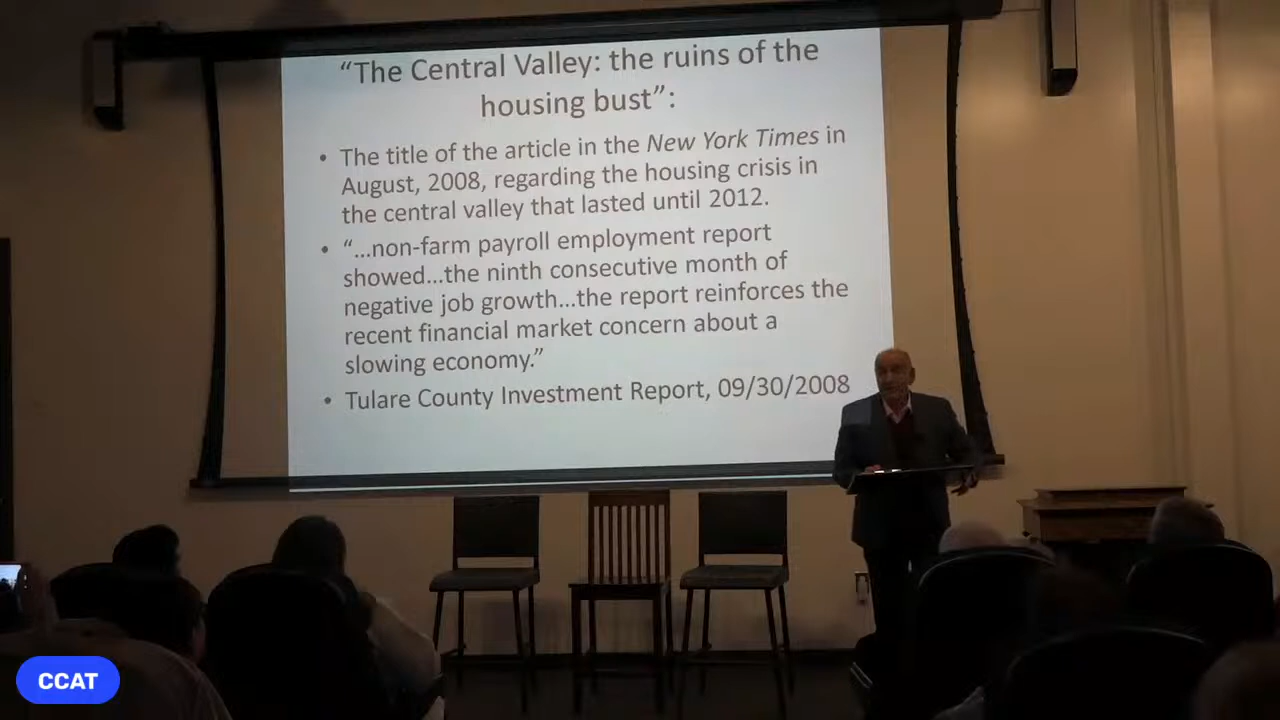 “The Central Valley: the ruins of the
housing bust”:
• The title of the article in the New York Times in
August, 2008, regarding the housing crisis in
the central valley that lasted until 2012.
• “...non-farm payroll employment report
showed...the ninth consecutive month of
negative job growth...the report reinforces the
recent financial market concern about a
slowing economy.”
• Tulare County Investment Report, 09/30/2008
CCAT